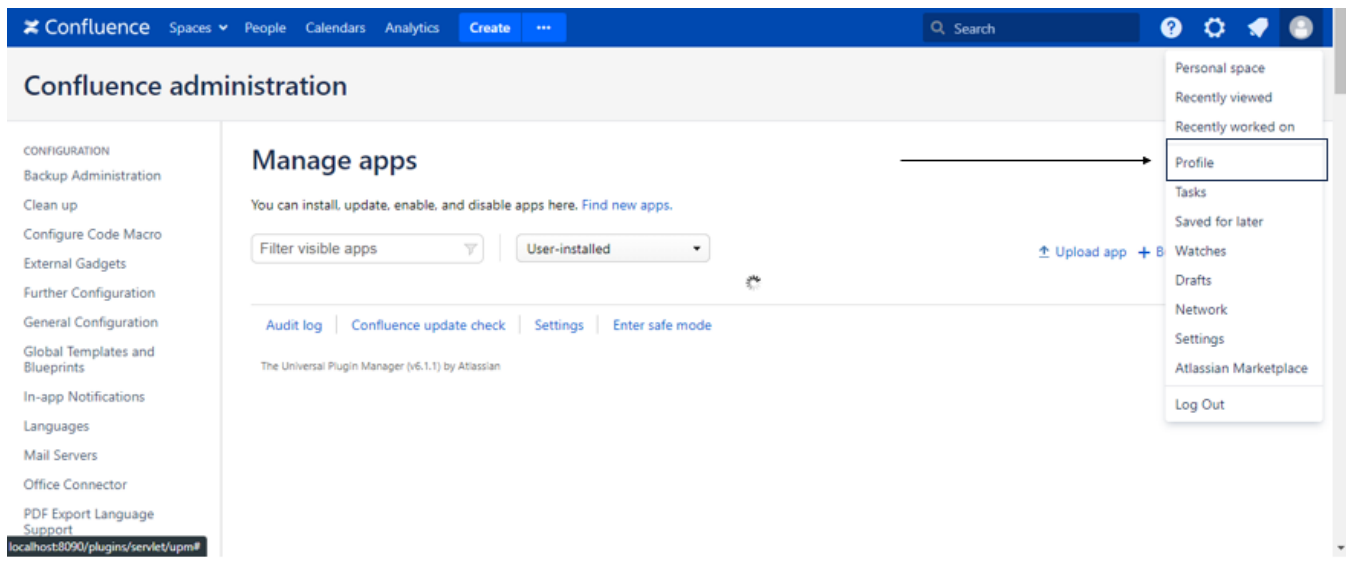 Confluence Spaces People Calendars Analytics Create ... Search
Confluence administration
CONFIGURATION
Backup Administration
Clean up
Configure Code Macro
External Gadgets
Further Configuration
General Configuration
Global Templates and
Blueprints
In-app Notifications
Languages
Mail Servers
Office Connector
PDF Export Language
Support
localhost:8090/plugins/servlet/upm#
Manage apps
You can install, update, enable, and disable apps here. Find new apps.
Filter visible apps User-installed
Upload app + B
Audit log Confluence update check Settings Enter safe mode
The Universal Plugin Manager (v6.1.1) by Atlassian
Personal space
Recently viewed
Recently worked on
Profile
Tasks
Saved for later
Watches
Drafts
Network
Settings
Atlassian Marketplace
Log Out